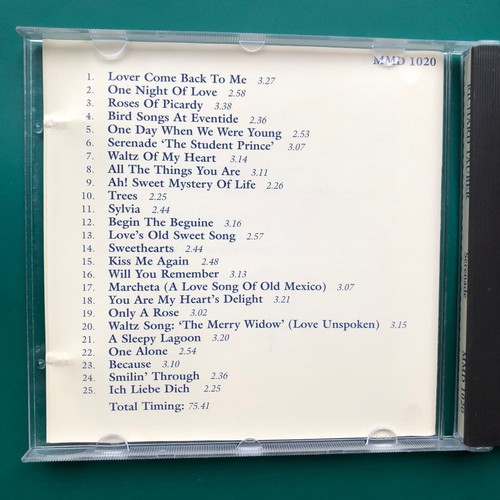 MMD 1020
1. Lover Come Back To Me 3.27
2. One Night Of Love 2.58
3. Roses Of Picardy 3.38
4. Bird Songs At Eventide 2.36
5. One Day When We Were Young 2.53
6. Serenade ‘The Student Prince’ 3.07
7. Waltz Of My Heart 3.14
8. All The Things You Are 3.11
9. Ah! Sweet Mystery Of Life 2.26
10. Trees 2.25
11. Sylvia 2.44
12. Begin The Beguine 3.16
13. Love's Old Sweet Song 2.57
14. Sweethearts 2.44
15. Kiss Me Again 2.48
16. Will You Remember 3.13
17. Marcheta (A Love Song Of Old Mexico) 3.07
18. You Are My Heart's Delight 3.21
19. Only A Rose 3.02
20. Waltz Song: ‘The Merry Widow’ (Love Unspoken) 3.15
21. A Sleepy Lagoon 3.20
22. One Alone 2.54
23. Because 3.10
24. Smilin' Through 2.36
25. Ich Liebe Dich 2.25
Total Timing: 75.41
MMD 1020